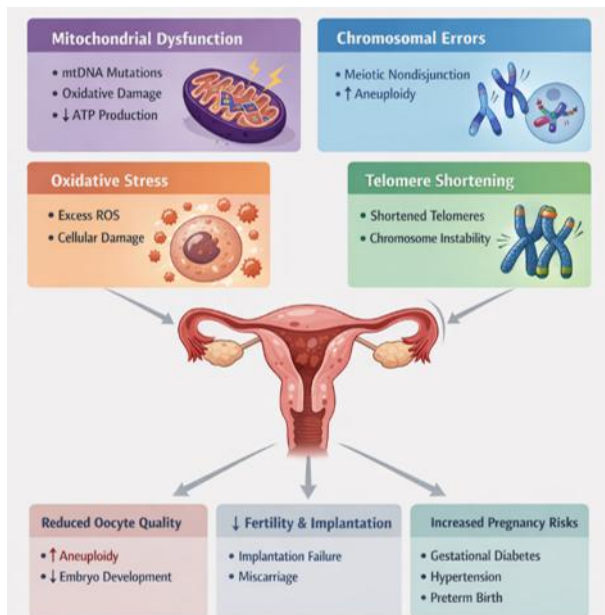 Mitochondrial Dysfunction
• mtDNA Mutations
• Oxidative Damage
• ↓ ATP Production
Chromosomal Errors
• Meiotic Nondisjunction
• ↑ Aneuploidy
Oxidative Stress
• Excess ROS
• Cellular Damage
Telomere Shortening
• Shortened Telomeres
• Chromosome Instability
Reduced Oocyte Quality
• ↑ Aneuploidy
• ↓ Embryo Development
↓ Fertility & Implantation
• Implantation Failure
• Miscarriage
Increased Pregnancy Risks
• Gestational Diabetes
• Hypertension
• Preterm Birth